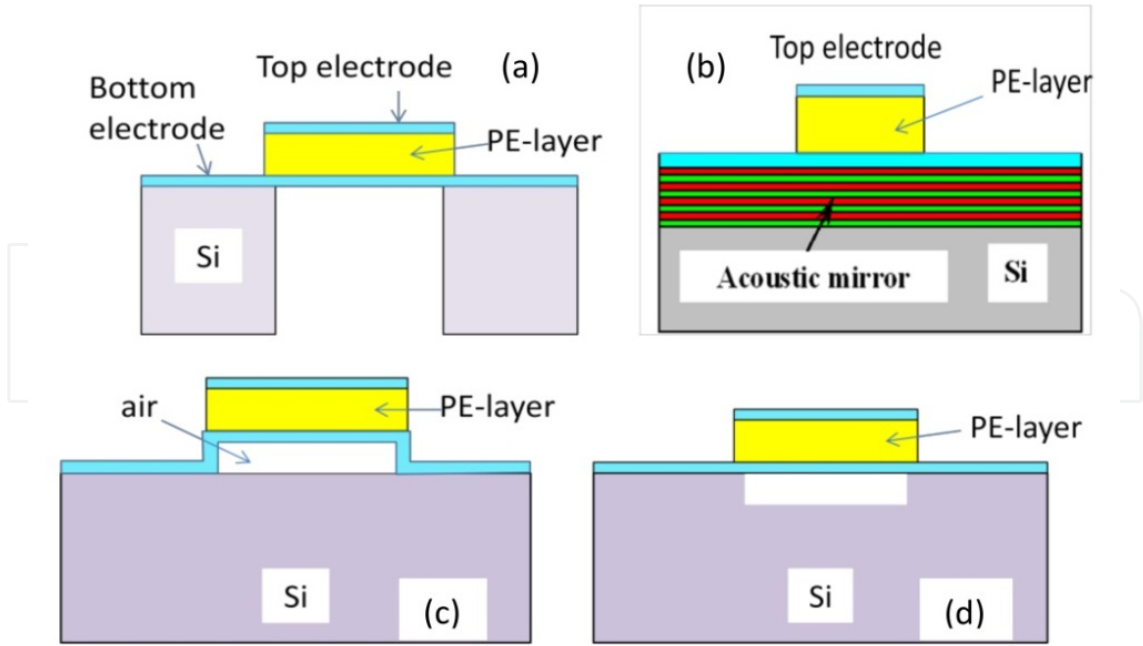 (a)
Top electrode
Bottom
electrode
PE-layer
Si
(b)
Top electrode
PE-layer
Acoustic mirror
Si
air
PE-layer
Si
(c)
PE-layer
Si
(d)